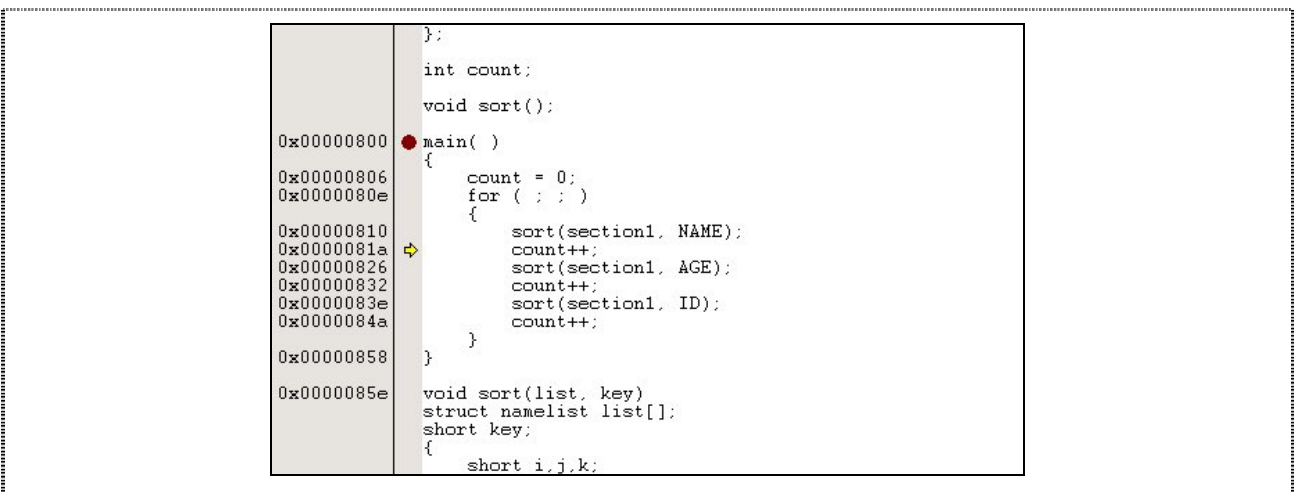 };
int count;
void sort();
0x00000800 main( )
{
0x00000806 count = 0;
0x0000080e for ( ; ; )
{
0x00000810 sort(section1, NAME);
0x0000081a count++;
0x00000826 sort(section1, AGE);
0x00000832 count++;
0x0000083e sort(section1, ID);
0x0000084a count++;
}
0x00000858 }
0x0000085e void sort(list, key)
struct namelist list[];
short key;
{
short i,j,k;